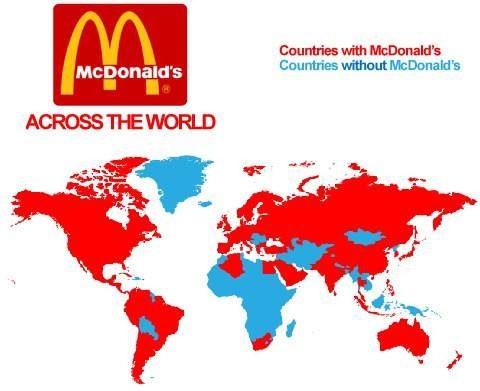 McDonald's ®
ACROSS THE WORLD
Countries with McDonald's
Countries without McDonald's